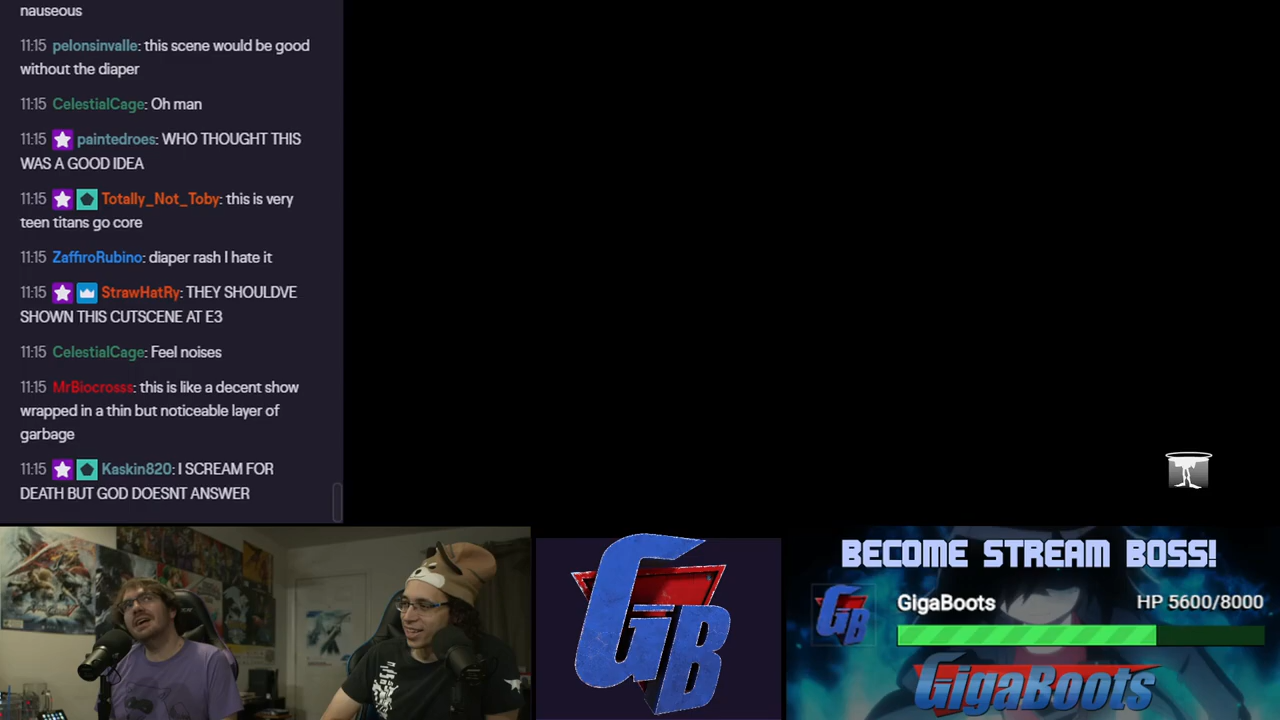 nauseous
11:15 pelonsinvalle: this scene would be good
without the diaper
11:15 CelestialCage: Oh man
11:15 paintedroes: WHO THOUGHT THIS
WAS A GOOD IDEA
11:15 Totally_Not_Toby: this is very
teen titans go core
11:15 ZaffiroRubino: diaper rash I hate it
11:15 StrawHatRy: THEY SHOULDVE
SHOWN THIS CUTSCENE AT E3
11:15 CelestialCage: Feel noises
11:15 MrBiocrosss: this is like a decent show
wrapped in a thin but noticeable layer of
garbage
11:15 Kaskin820: I SCREAM FOR
DEATH BUT GOD DOESNT ANSWER
GB
BECOME STREAM BOSS!
GB
GigaBoots HP 5600/8000
GIGABOOTS